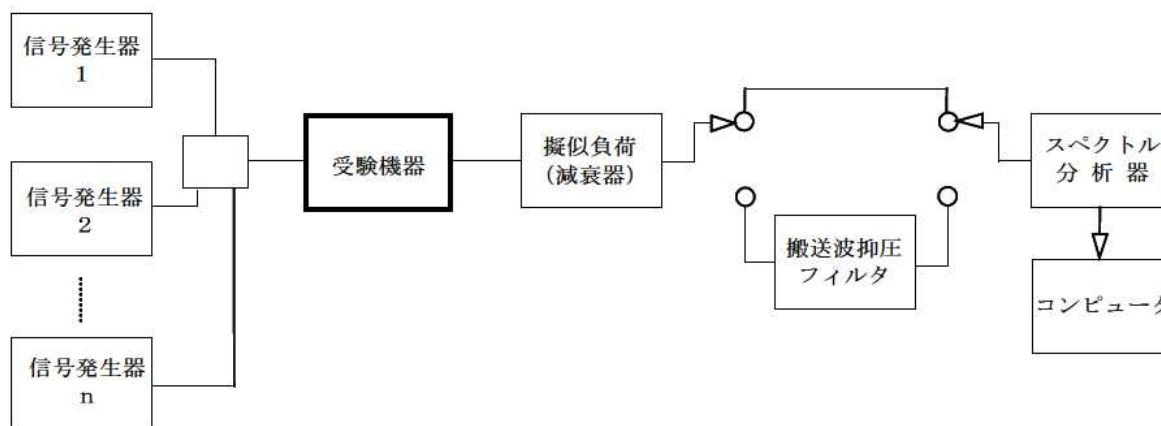 信号発生器
1
信号発生器
2
信号発生器
n
受験機器
擬似負荷
(減衰器)
搬送波抑圧
フィルタ
スペクトル
分析器
コンピュータ